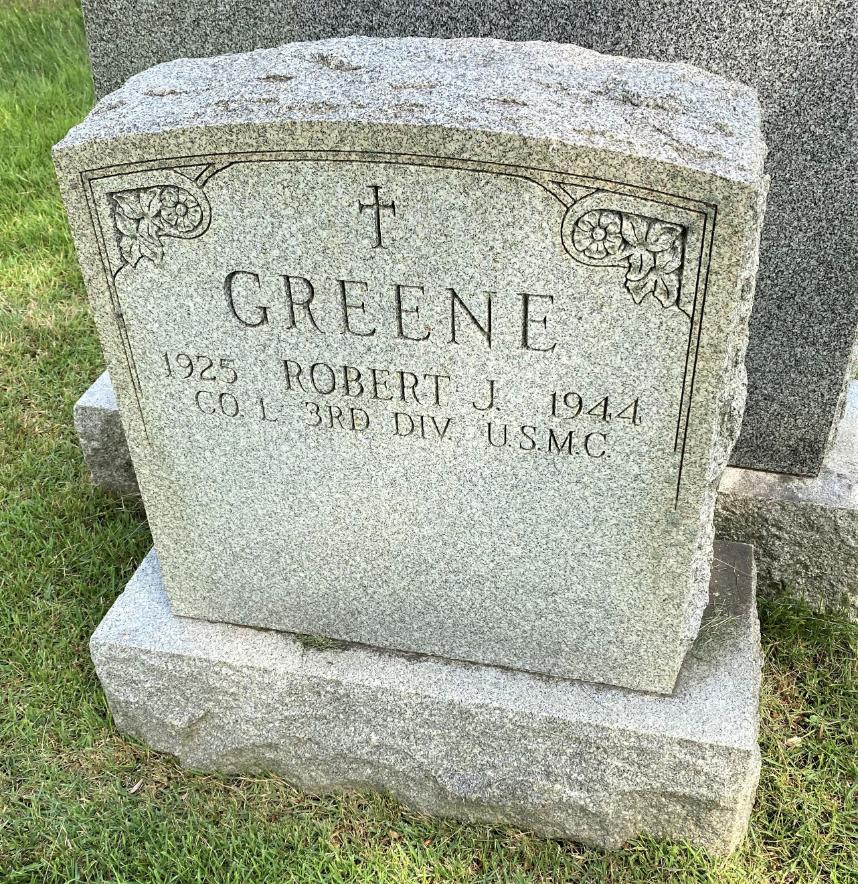 GREENE
1925 ROBERT J. 1944
CO. L 3RD DIV. U.S.M.C.